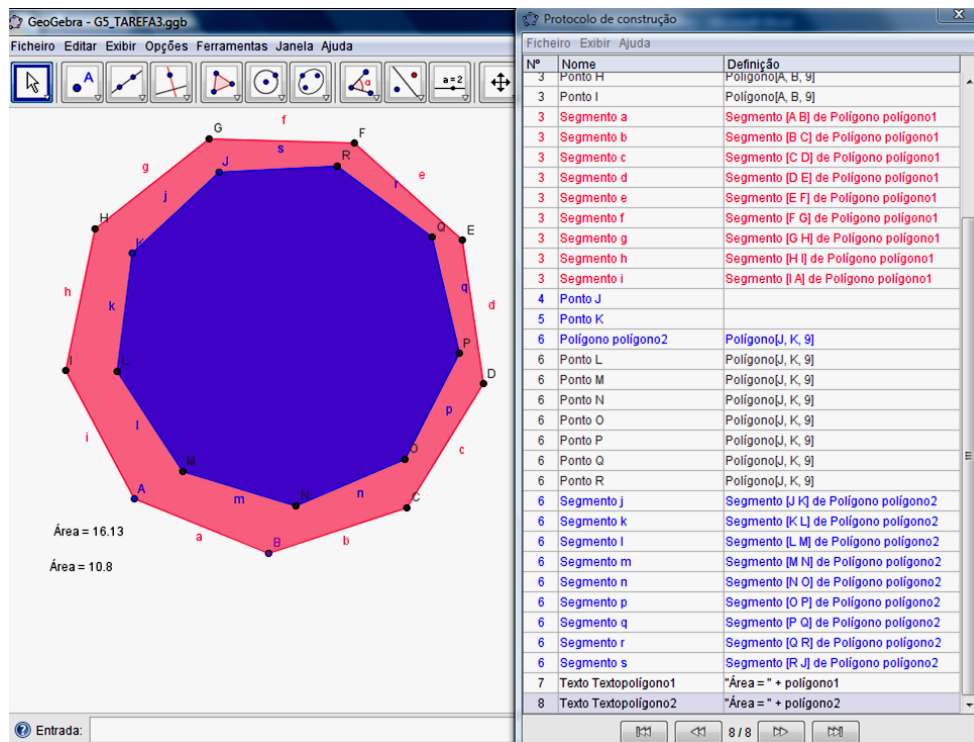 GeoGebra - G5_TAREFA3.ggb
Ficheiro Editar Exibir Opções Ferramentas Janela Ajuda
A
α
a=2
f
G
F
s
J
R
g
e
j
r
H
K
Q
E
h
k
q
d
I
L
P
D
l
p
i
c
M
O
A
m
N
n
C
Área = 16.13
a
B
b
Área = 10.8
Entrada:
Protocolo de construção
X
Ficheiro Exibir Ajuda
Nº Nome Definição
3 Ponto H Polígono[A, B, 9]
3 Ponto I Polígono[A, B, 9]
3 Segmento a Segmento [A B] de Polígono polígono1
3 Segmento b Segmento [B C] de Polígono polígono1
3 Segmento c Segmento [C D] de Polígono polígono1
3 Segmento d Segmento [D E] de Polígono polígono1
3 Segmento e Segmento [E F] de Polígono polígono1
3 Segmento f Segmento [F G] de Polígono polígono1
3 Segmento g Segmento [G H] de Polígono polígono1
3 Segmento h Segmento [H I] de Polígono polígono1
3 Segmento i Segmento [I A] de Polígono polígono1
4 Ponto J
5 Ponto K
6 Polígono polígono2 Polígono[J, K, 9]
6 Ponto L Polígono[J, K, 9]
6 Ponto M Polígono[J, K, 9]
6 Ponto N Polígono[J, K, 9]
6 Ponto O Polígono[J, K, 9]
6 Ponto P Polígono[J, K, 9]
6 Ponto Q Polígono[J, K, 9]
6 Ponto R Polígono[J, K, 9]
6 Segmento j Segmento [J K] de Polígono polígono2
6 Segmento k Segmento [K L] de Polígono polígono2
6 Segmento l Segmento [L M] de Polígono polígono2
6 Segmento m Segmento [M N] de Polígono polígono2
6 Segmento n Segmento [N O] de Polígono polígono2
6 Segmento p Segmento [O P] de Polígono polígono2
6 Segmento q Segmento [P Q] de Polígono polígono2
6 Segmento r Segmento [Q R] de Polígono polígono2
6 Segmento s Segmento [R J] de Polígono polígono2
7 Texto Textopolígono1 "Área = " + polígono1
8 Texto Textopolígono2 "Área = " + polígono2
8 / 8